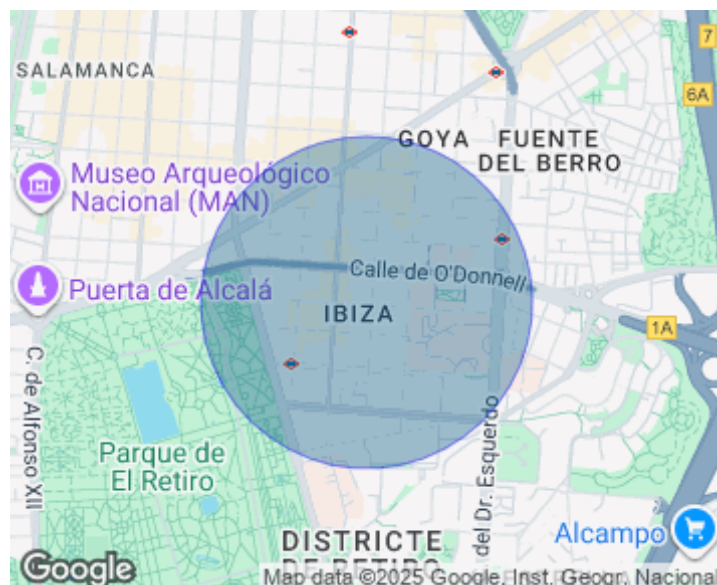 SALAMANCA
7
6A
GOYA
FUENTE
DEL BERRO
Museo Arqueológico
Nacional (MAN)
Calle de O'Donnell
Puerta de Alcalá
IBIZA
1A
C. de Alfonso XII
Parque de
El Retiro
del Dr. Esquerdo
DISTRICTE
DE RETIRO
Alcampo
Google
Map data ©2025 Google, Inst. Geogr. Nacional